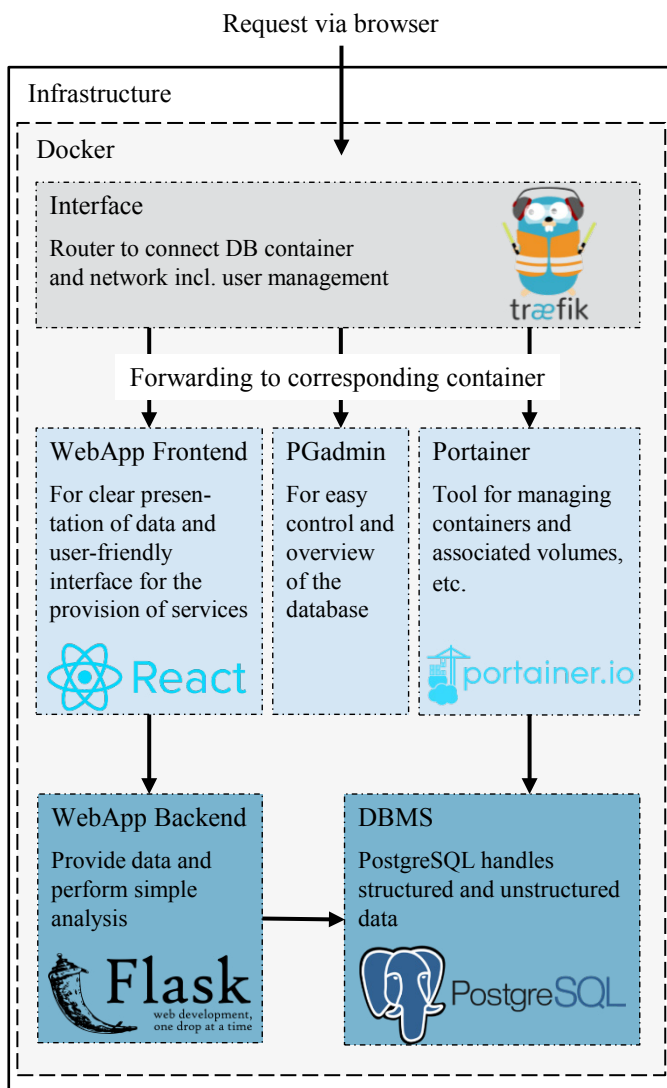 Request via browser
Infrastructure
Docker
Interface
Router to connect DB container
and network incl. user management
træfik
Forwarding to corresponding container
WebApp Frontend
For clear presen-
tation of data and
user-friendly
interface for the
provision of services
React
PGadmin
For easy
control and
overview
of the
database
Portainer
Tool for managing
containers and
associated volumes,
etc.
portainer.io
WebApp Backend
Provide data and
perform simple
analysis
Flask
web development,
one drop at a time
DBMS
PostgreSQL handles
structured and unstructured
data
PostgreSQL